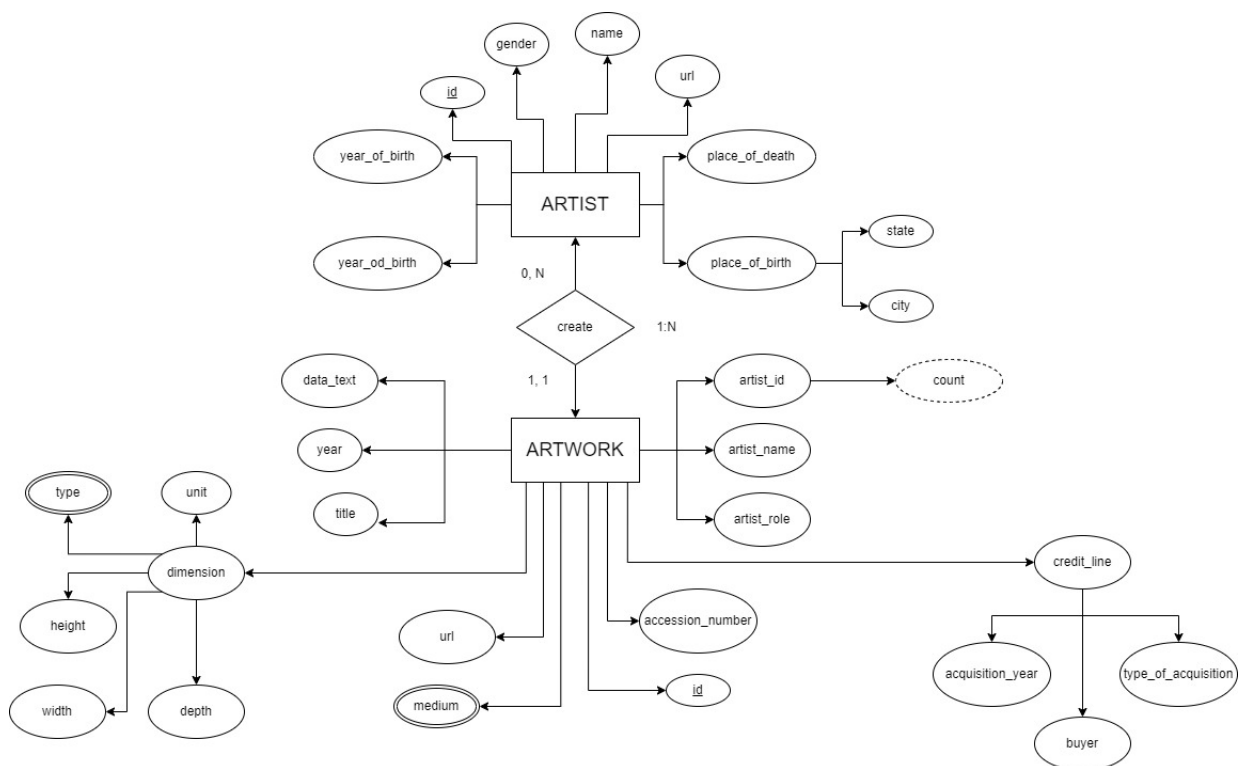 name
gender
url
id
year_of_birth
place_of_death
ARTIST
state
year_od_birth
place_of_birth
0, N
city
create
1:N
1, 1
data_text
artist_id
count
year
ARTWORK
artist_name
type
unit
title
artist_role
dimension
credit_line
height
url
accession_number
acquisition_year
type_of_acquisition
id
width
depth
medium
buyer